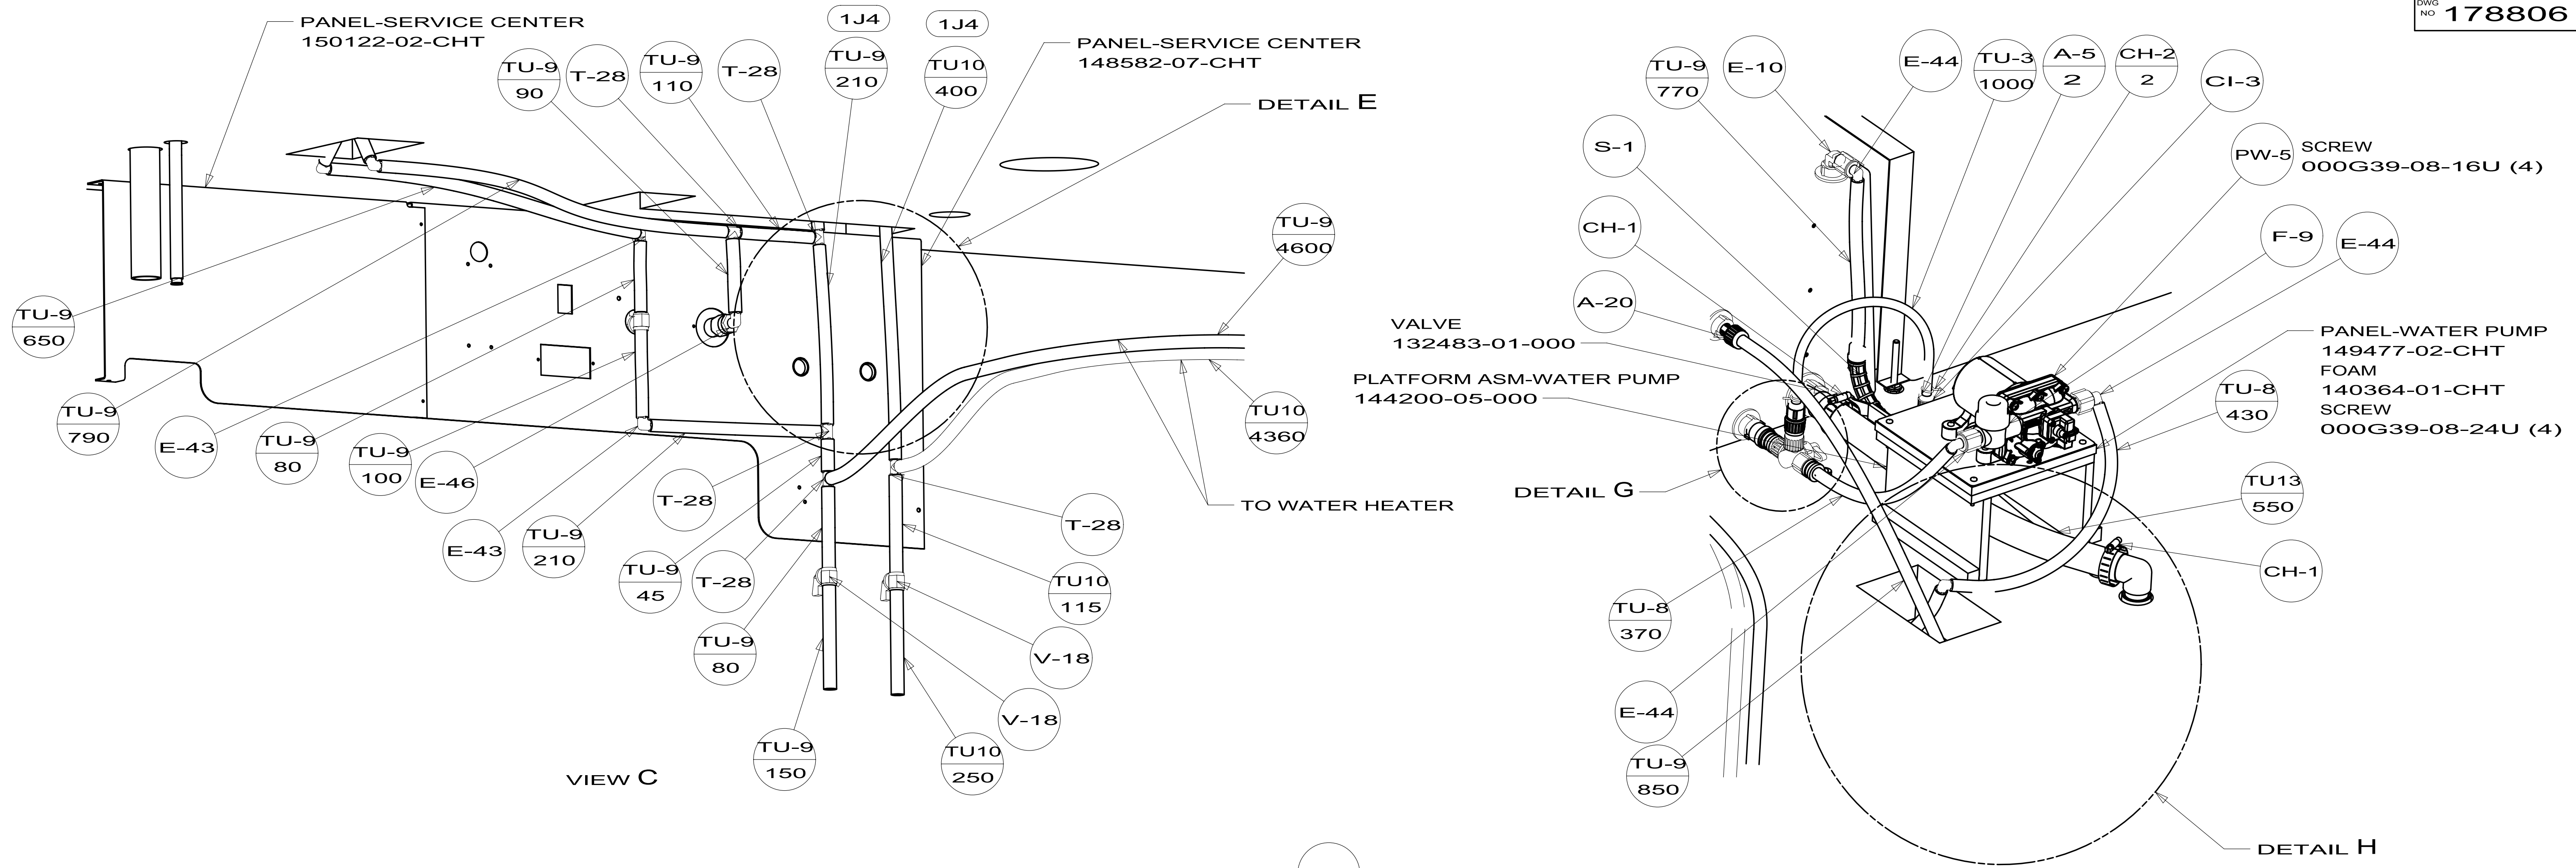 DWG
NO 178806
PANEL-SERVICE CENTER
150122-02-CHT
TU-9
90
T-28
TU-9
110
T-28
1J4
TU-9
210
1J4
TU10
400
PANEL-SERVICE CENTER
148582-07-CHT
DETAIL E
TU-9
4600
TU-9
650
TU-9
790
E-43
TU-9
80
TU-9
100
E-46
E-43
TU-9
210
T-28
TU-9
45
T-28
TU-9
80
TU-9
150
TU10
250
V-18
V-18
TU10
115
T-28
TO WATER HEATER
TU10
4360
VIEW C
TU-9
770
E-10
E-44
TU-3
1000
A-5
2
CH-2
2
CI-3
PW-5
SCREW
000G39-08-16U (4)
S-1
CH-1
A-20
F-9
E-44
VALVE
132483-01-000
PLATFORM ASM-WATER PUMP
144200-05-000
PANEL-WATER PUMP
149477-02-CHT
FOAM
140364-01-CHT
SCREW
000G39-08-24U (4)
TU-8
430
DETAIL G
TU13
550
CH-1
TU-8
370
E-44
TU-9
850
DETAIL H